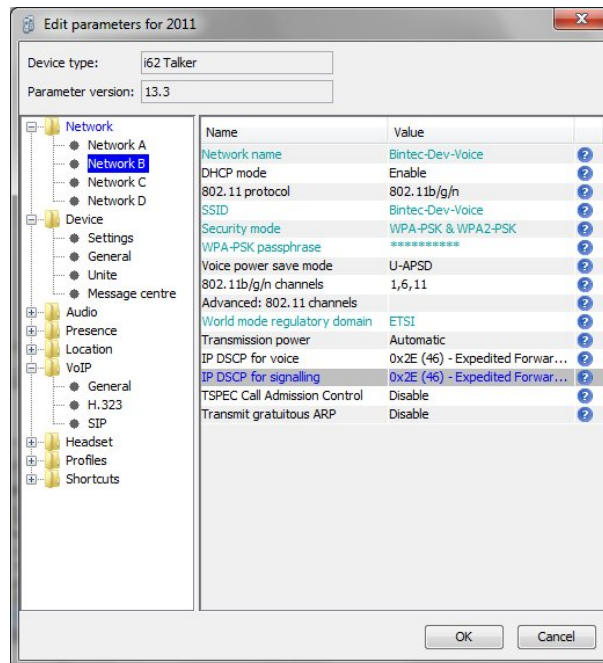 Edit parameters for 2011
Device type: i62 Talker
Parameter version: 13.3
Network
Network A
Network B
Network C
Network D
Device
Settings
General
Unite
Message centre
Audio
Presence
Location
VoIP
General
H.323
SIP
Headset
Profiles
Shortcuts
Name Value
Network name Bintec-Dev-Voice
DHCP mode Enable
802.11 protocol 802.11b/g/n
SSID Bintec-Dev-Voice
Security mode WPA-PSK & WPA2-PSK
WPA-PSK passphrase **********
Voice power save mode U-APSD
802.11b/g/n channels 1,6,11
Advanced: 802.11 channels
World mode regulatory domain ETSI
Transmission power Automatic
IP DSCP for voice 0x2E (46) - Expedited Forwar...
IP DSCP for signalling 0x2E (46) - Expedited Forwar...
TSPEC Call Admission Control Disable
Transmit gratuitous ARP Disable
OK Cancel